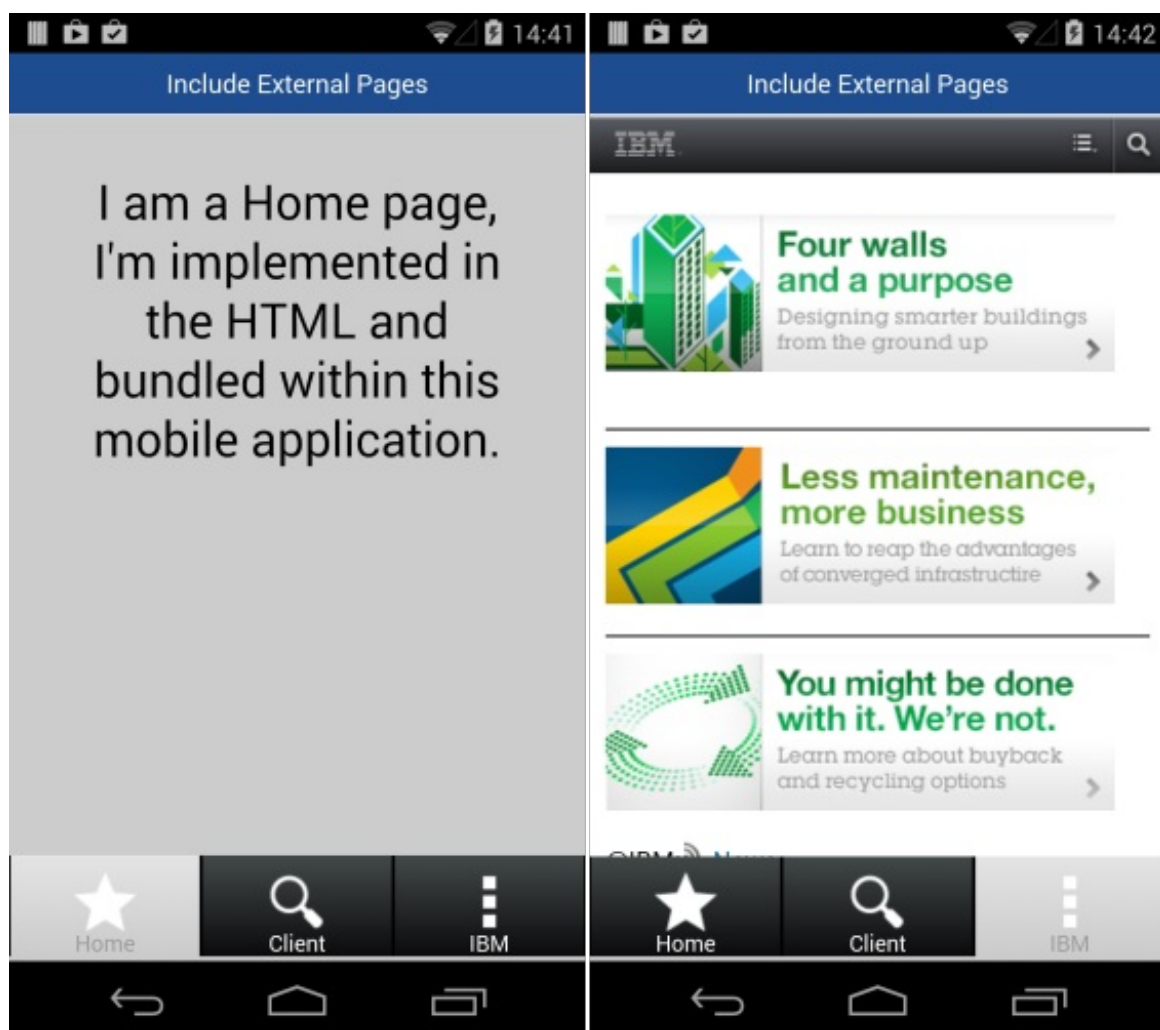 14:41
Include External Pages
I am a Home page,
I'm implemented in
the HTML and
bundled within this
mobile application.
Home
Client
IBM
14:42
Include External Pages
IBM
Four walls
and a purpose
Designing smarter buildings
from the ground up
Less maintenance,
more business
Learn to reap the advantages
of converged infrastructire
You might be done
with it. We're not.
Learn more about buyback
and recycling options
Home
Client
IBM